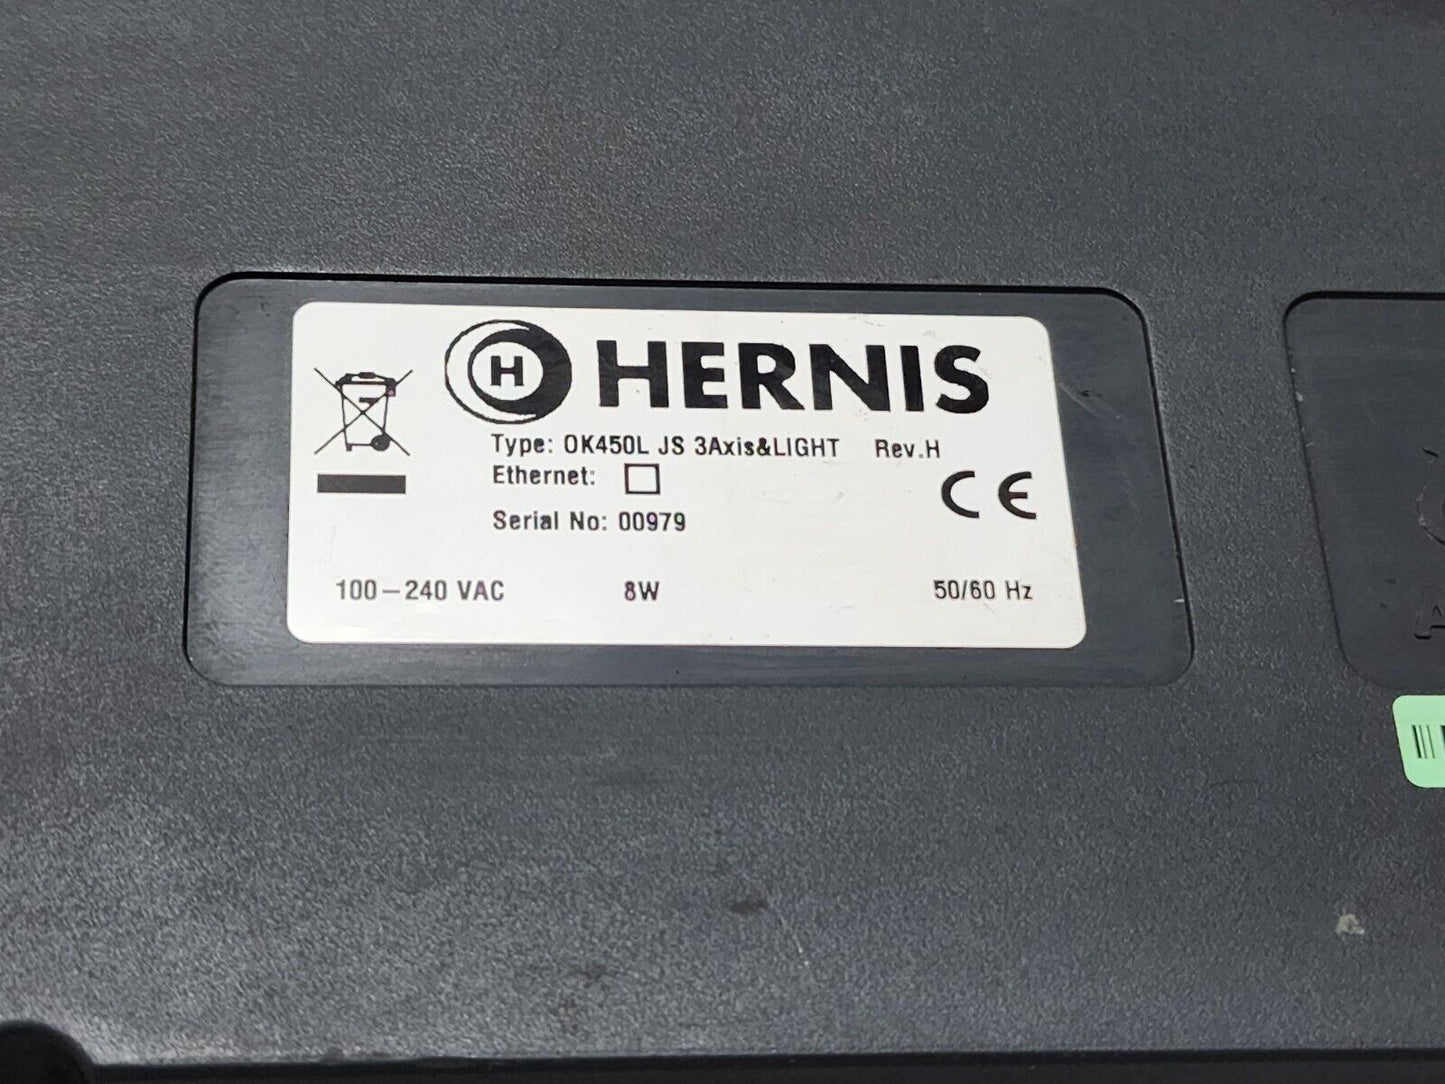 H HERNIS
Type: OK450L JS 3Axis&LIGHT Rev.H
Ethernet:
CE
Serial No: 00979
100-240 VAC 8W 50/60 Hz